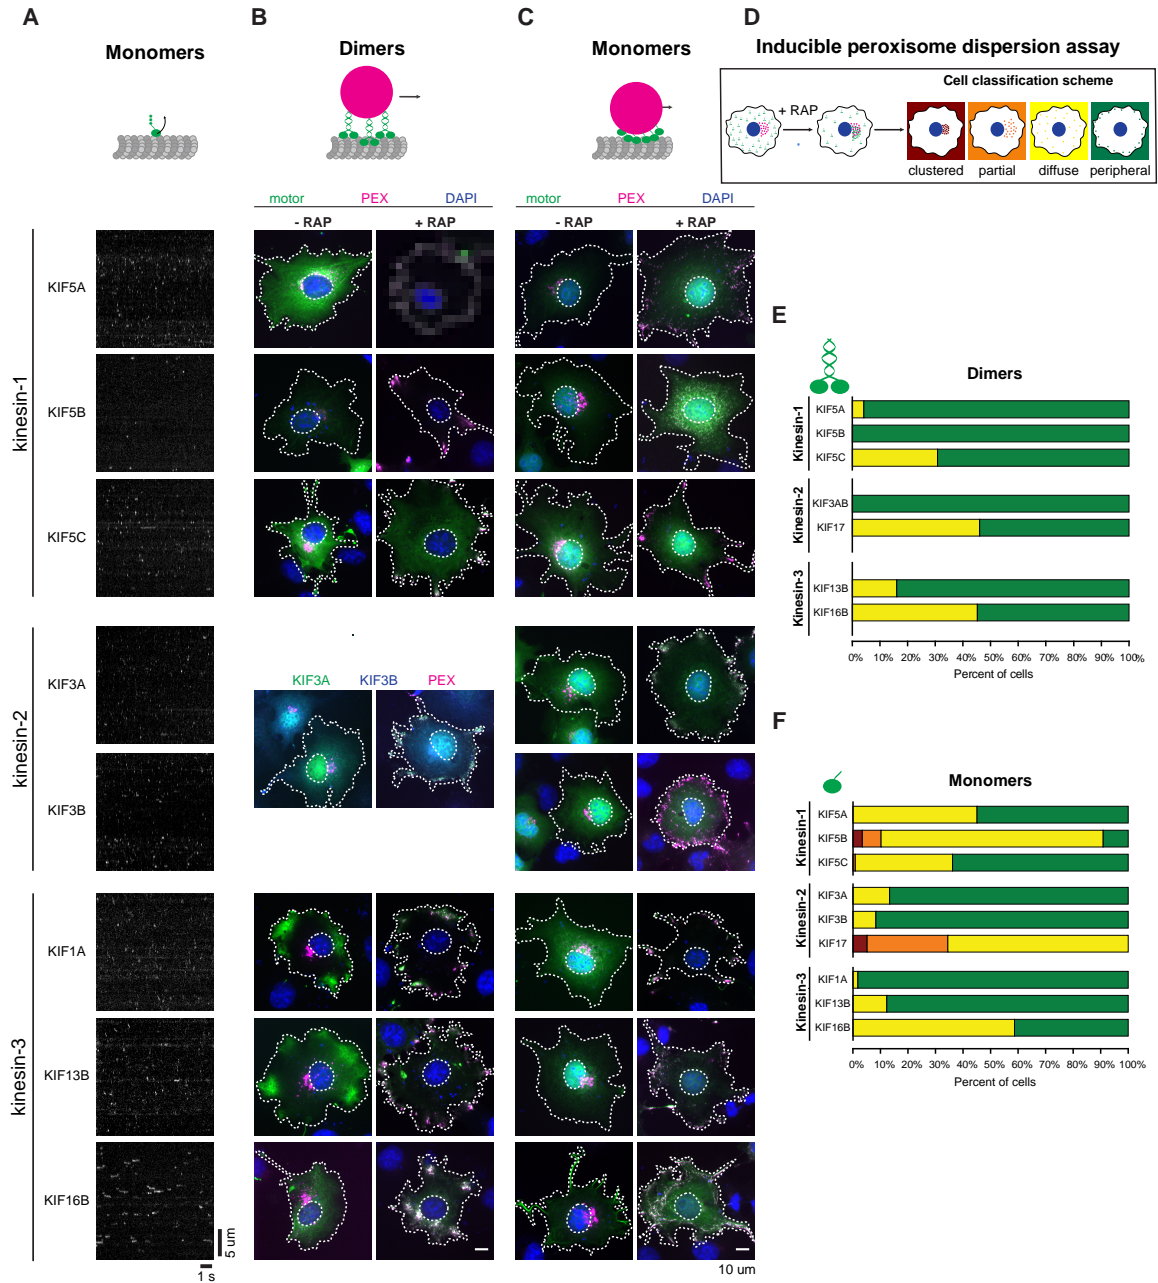 A
Monomers
B
Dimers
C
Monomers
D
Inducible peroxisome dispersion assay
Cell classification scheme
+ RAP
clustered
partial
diffuse
peripheral
motor
PEX
DAPI
- RAP
+ RAP
motor
PEX
DAPI
- RAP
+ RAP
kinesin-1
KIF5A
KIF5B
KIF5C
kinesin-2
KIF3A
KIF3B
KIF3A
KIF3B
PEX
kinesin-3
KIF1A
KIF13B
KIF16B
5 um
1 s
10 um
E
Dimers
Kinesin-1
KIF5A
KIF5B
KIF5C
Kinesin-2
KIF3AB
KIF17
Kinesin-3
KIF13B
KIF16B
0% 10% 20% 30% 40% 50% 60% 70% 80% 90% 100%
Percent of cells
F
Monomers
Kinesin-1
KIF5A
KIF5B
KIF5C
Kinesin-2
KIF3A
KIF3B
KIF17
Kinesin-3
KIF1A
KIF13B
KIF16B
0% 10% 20% 30% 40% 50% 60% 70% 80% 90% 100%
Percent of cells